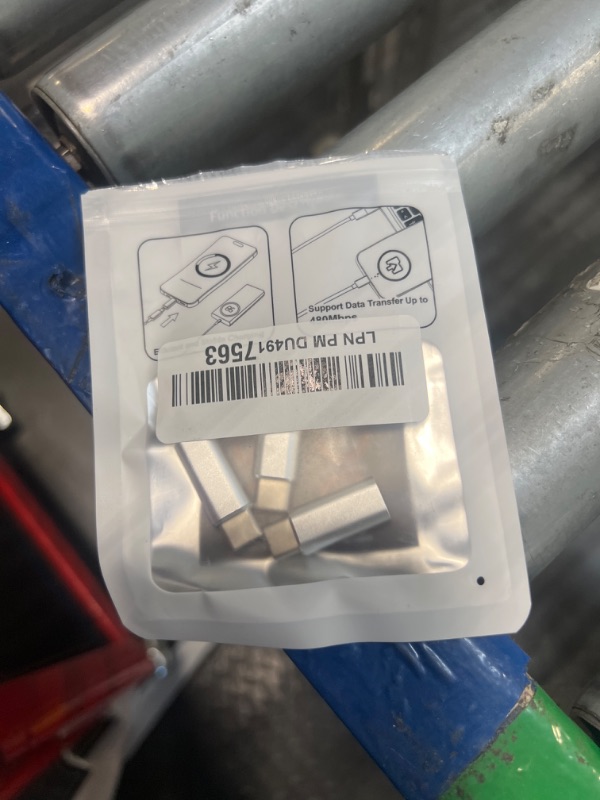 Support Data Transfer Up to
480Mbps
LPN PM DU4917563